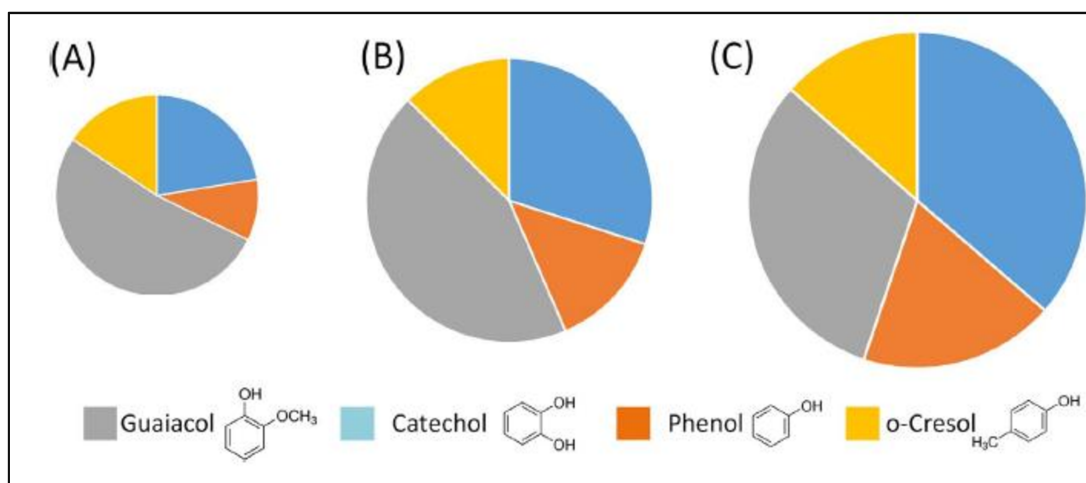 (A) (B) (C)
Guaiacol OH OCH₃ Catechol OH OH Phenol OH o-Cresol H₃C OH